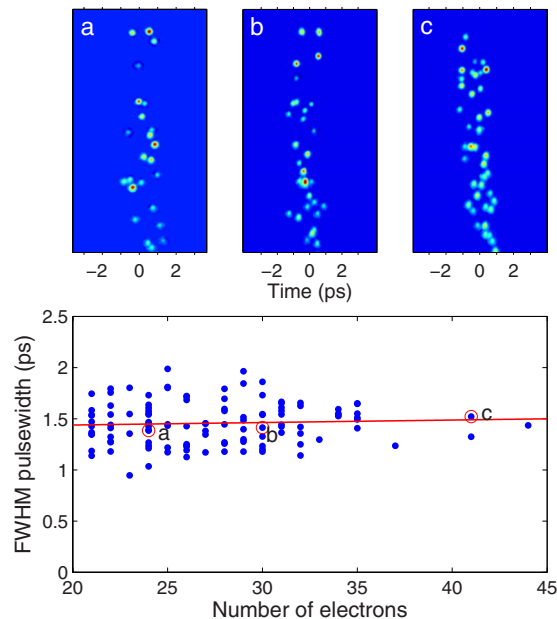 a b c
−2 0 2 −2 0 2 −2 0 2
Time (ps)
2.5
2
1.5
1
0.5
0
FWHM pulsewidth (ps)
a
b
c
20 25 30 35 40 45
Number of electrons